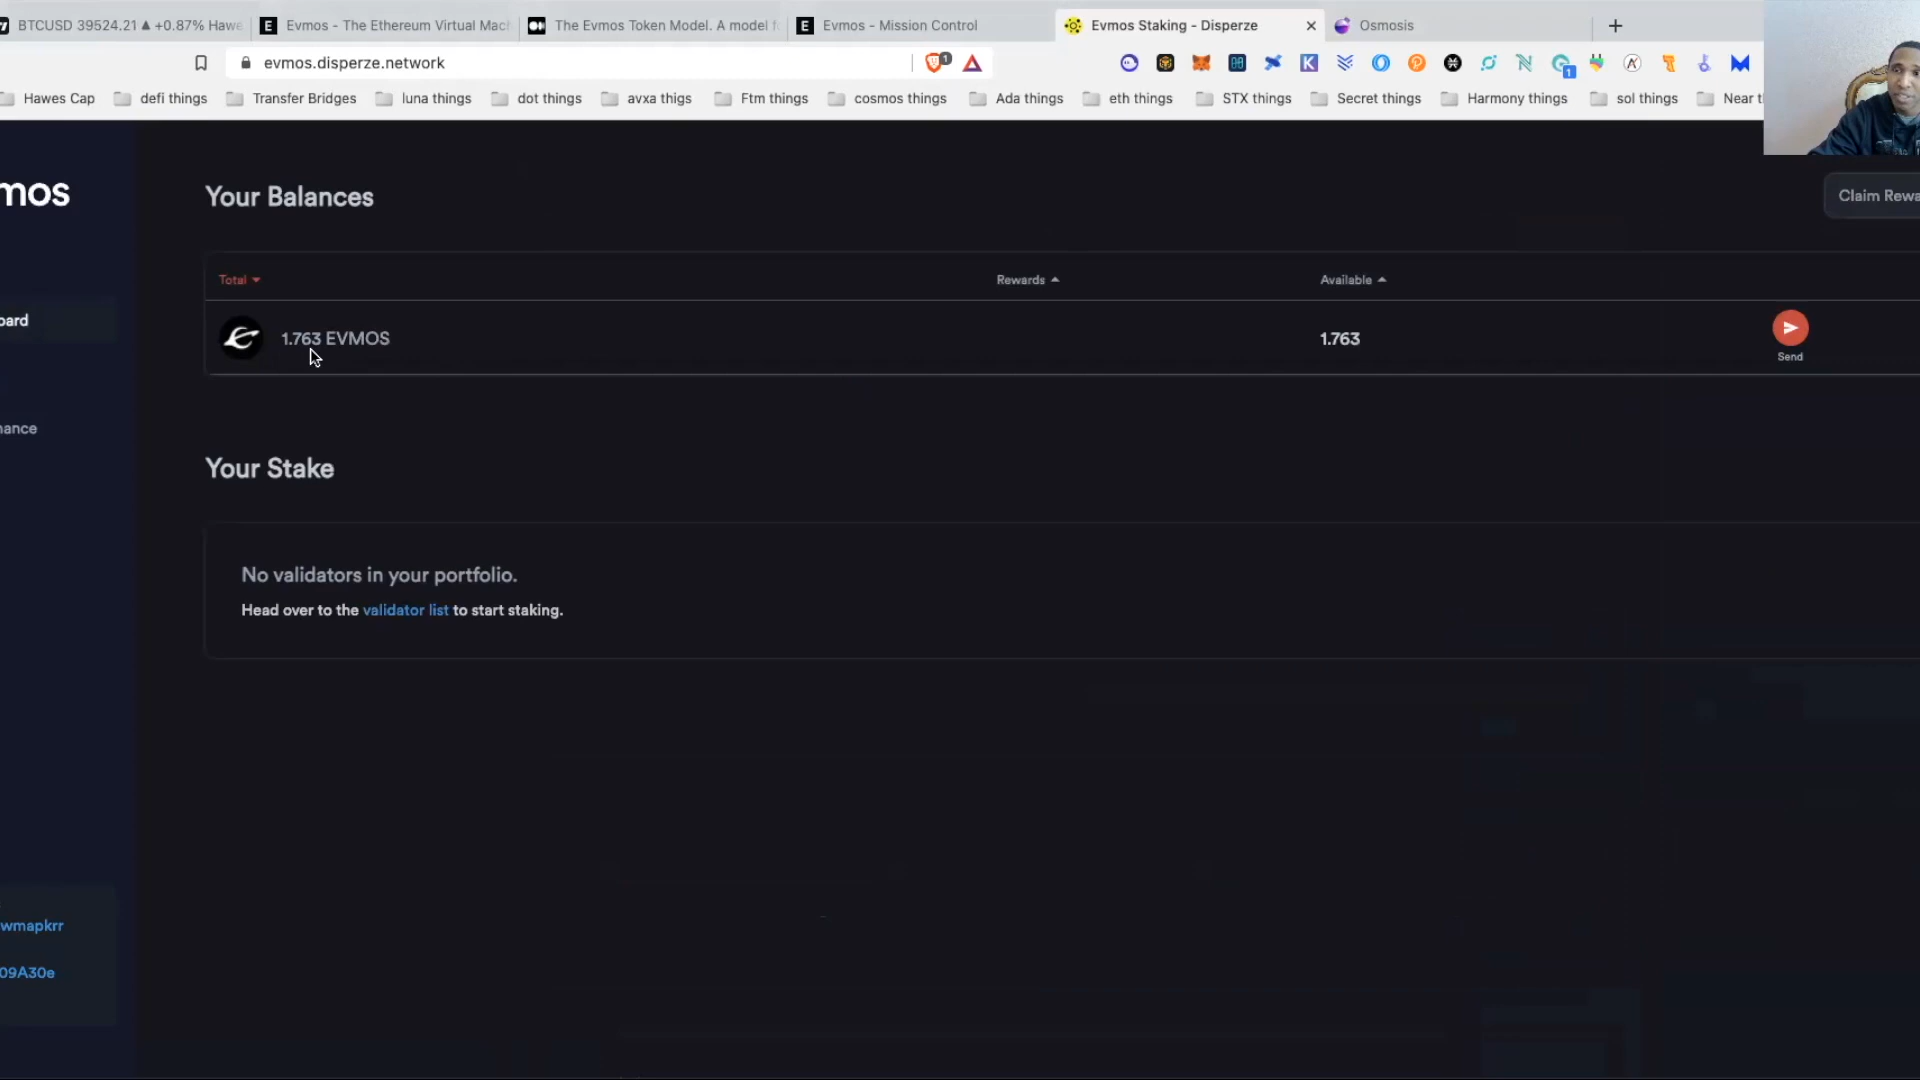 BTCUSD 39524.21 ▲ +0.87% Hawe
Evmos - The Ethereum Virtual Mach
The Evmos Token Model. A model f
Evmos - Mission Control
Evmos Staking - Disperze
Osmosis
evmos.disperze.network
1
1
Hawes Cap
defi things
Transfer Bridges
luna things
dot things
avxa thigs
Ftm things
cosmos things
Ada things
eth things
STX things
Secret things
Harmony things
sol things
Near t
mos
Your Balances
Claim Rewa
Total
Rewards
Available
oard
1.763 EVMOS
1.763
Send
nance
Your Stake
No validators in your portfolio.
Head over to the validator list to start staking.
wmapkrr
09A30e